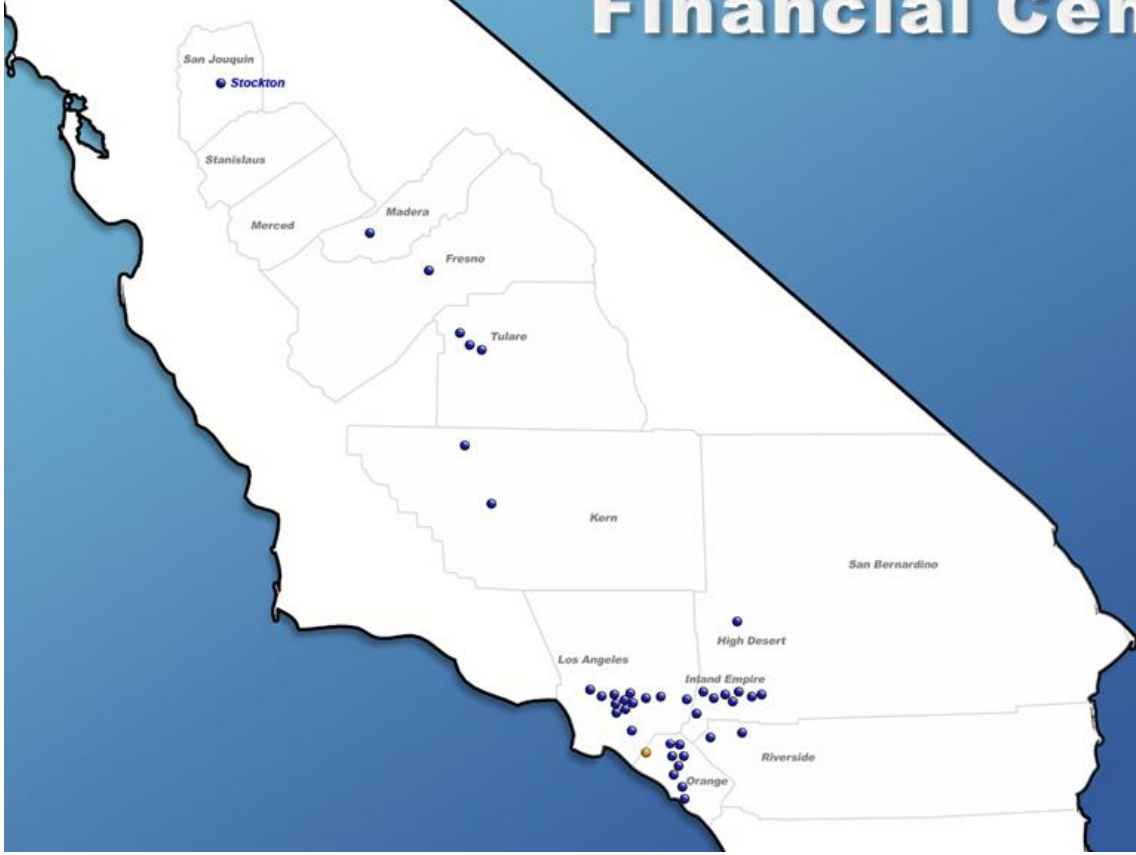 Financial Cen
San Jouquin
Stockton
Stanislaus
Madera
Merced
Fresno
Tulare
Kern
San Bernardino
High Desert
Los Angeles
Inland Empire
Riverside
Orange